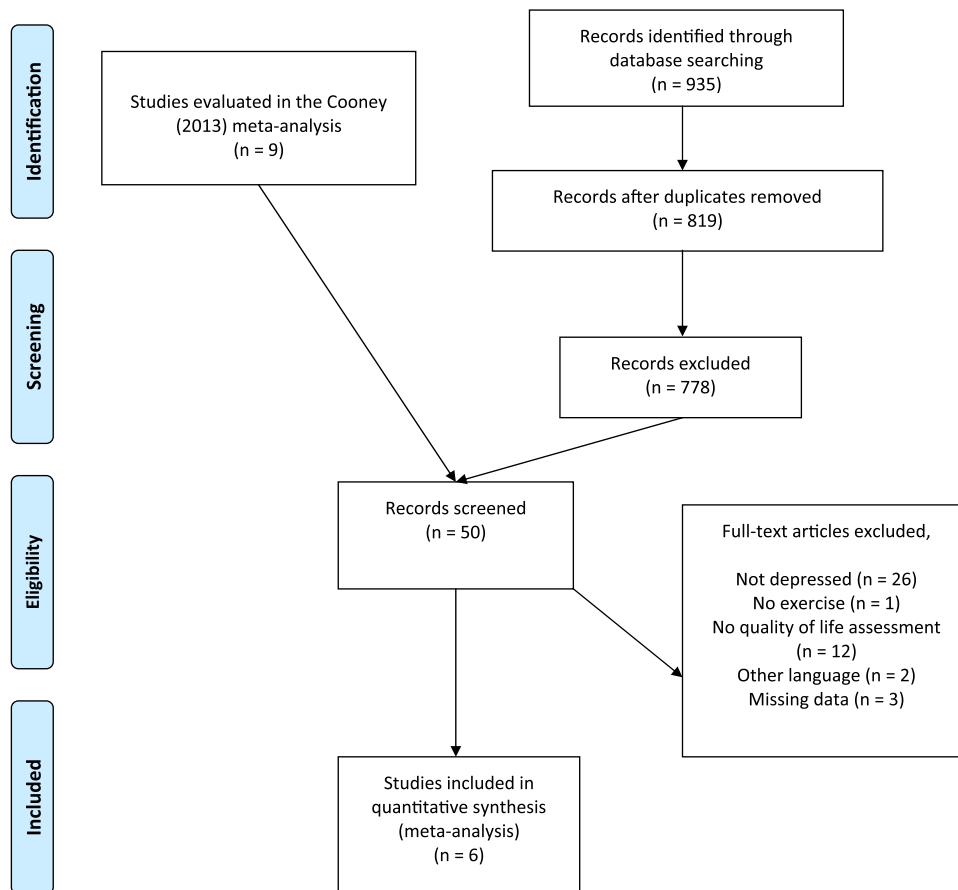 Identification
Studies evaluated in the Cooney
(2013) meta-analysis
(n = 9)
Records identified through
database searching
(n = 935)
Records after duplicates removed
(n = 819)
Screening
Records excluded
(n = 778)
Eligibility
Records screened
(n = 50)
Full-text articles excluded,
Not depressed (n = 26)
No exercise (n = 1)
No quality of life assessment
(n = 12)
Other language (n = 2)
Missing data (n = 3)
Included
Studies included in
quantitative synthesis
(meta-analysis)
(n = 6)